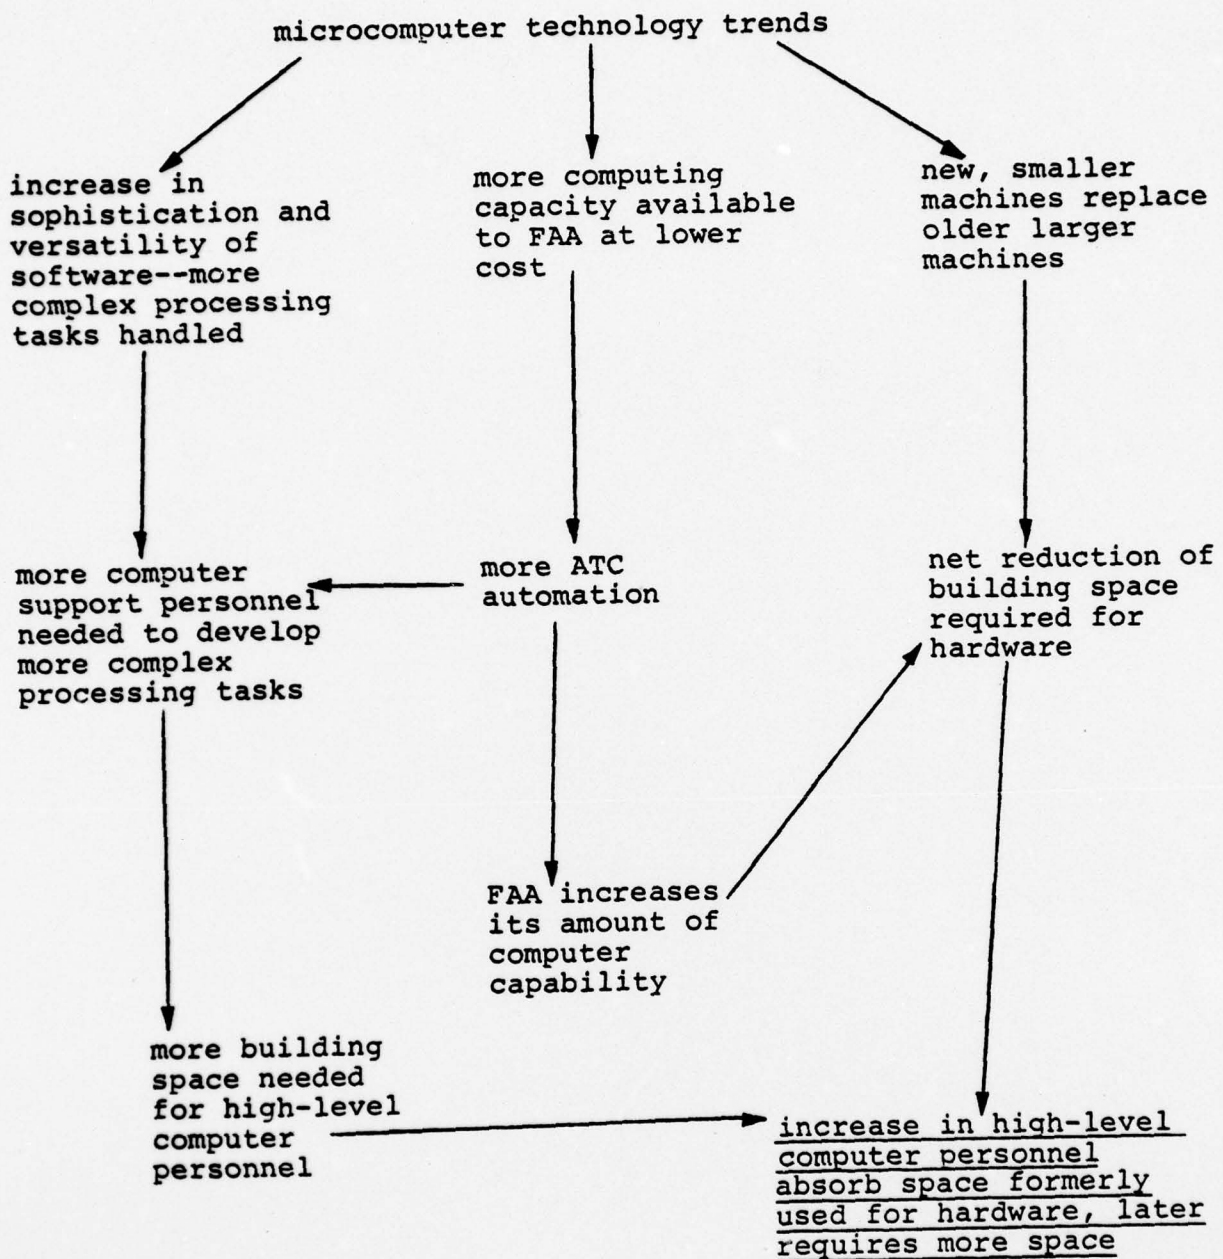 microcomputer technology trends
increase in
sophistication and
versatility of
software--more
complex processing
tasks handled
more computing
capacity available
to FAA at lower
cost
new, smaller
machines replace
older larger
machines
more computer
support personnel
needed to develop
more complex
processing tasks
more ATC
automation
net reduction of
building space
required for
hardware
FAA increases
its amount of
computer
capability
more building
space needed
for high-level
computer
personnel
increase in high-level
computer personnel
absorb space formerly
used for hardware, later
requires more space